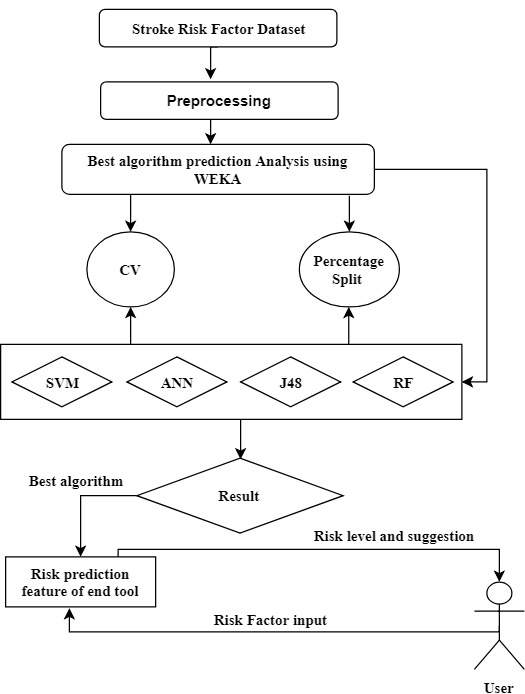 Stroke Risk Factor Dataset
Preprocessing
Best algorithm prediction Analysis using
WEKA
CV
Percentage
Split
SVM
ANN
J48
RF
Result
Best algorithm
Risk level and suggestion
Risk prediction
feature of end tool
Risk Factor input
User